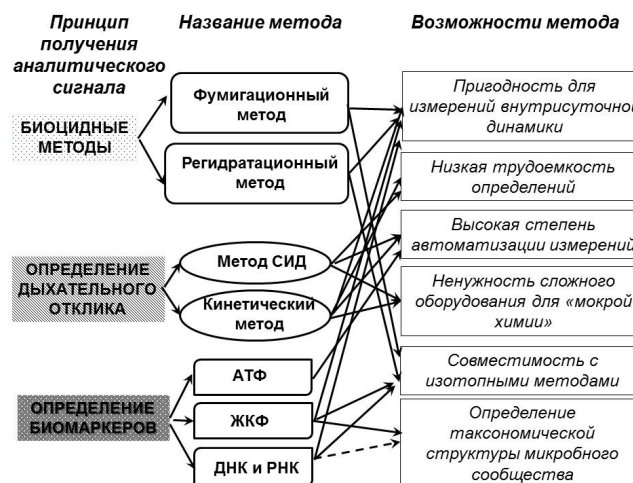 Принцип
получения
аналитического
сигнала
Название метода
Возможности метода
БИОЦИДНЫЕ
МЕТОДЫ
Фумигационный
метод
Регидратационный
метод
Пригодность для
измерений внутрисуточной
динамики
Низкая трудоемкость
определений
Высокая степень
автоматизации измерений
ОПРЕДЕЛЕНИЕ
ДЫХАТЕЛЬНОГО
ОТКЛИКА
Метод СИД
Кинетический
метод
Ненужность сложного
оборудования для «мокрой
химии»
Совместимость с
изотопными методами
ОПРЕДЕЛЕНИЕ
БИОМАРКЕРОВ
АТФ
ЖКФ
ДНК и РНК
Определение
таксономической
структуры микробного
сообщества